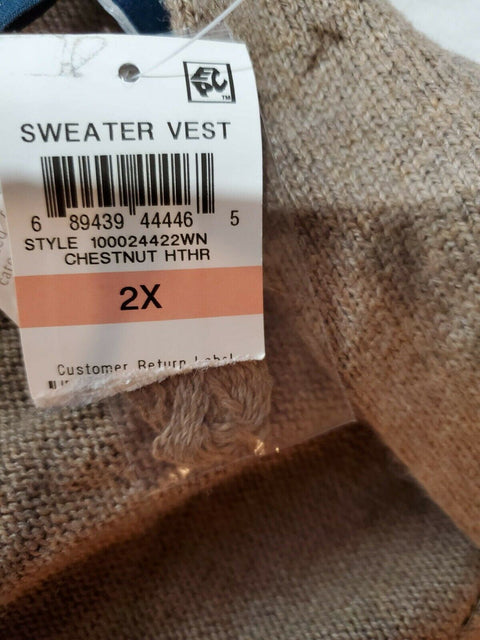 EPC
TM
SWEATER VEST
6 89439 44446 5
STYLE 100024422WN
CHESTNUT HTHR
2X
Customer Return Label